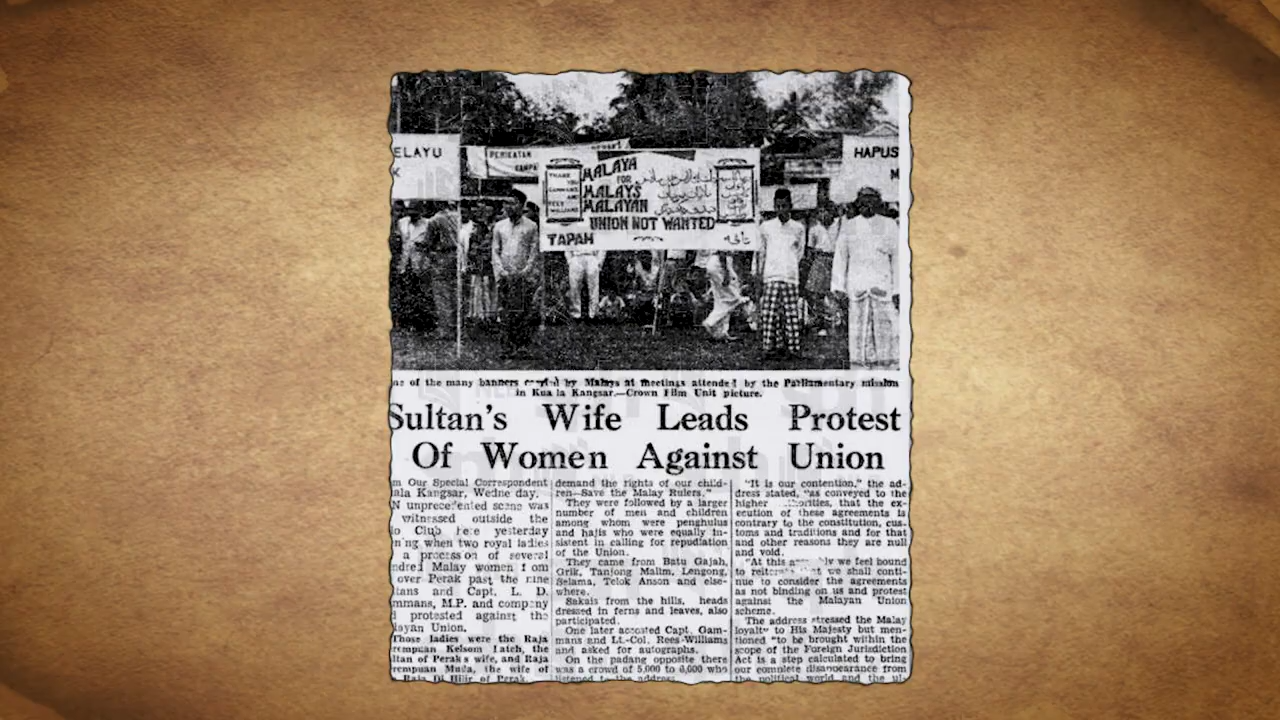 ELAYU
K
PERIKATAN
HAPUS
M
THANK
YOU
GAMMANS
AND
REES
WILLIAMS
MALAYA
FOR
MALAYS
MALAYAN
UNION NOT WANTED
TAPAH
تاڤه
of the many banners carried by Malays at meetings attended by the Parliamentary mission
in Kuala Kangsar.—Crown Film Unit picture.
Sultan's Wife Leads Protest
Of Women Against Union
m Our Special Correspondent
ala Kangsar, Wednesday.
N unprecedented scene was
witnessed outside the
o Club here yesterday
ning when two royal ladies
a procession of several
ndred Malay women from
over Perak past the nine
ltans and Capt. L. D.
mmans, M.P. and company
d protested against the
layan Union.
Those ladies were the Raja
rempuan Kelsom Latch, the
ltan of Perak's wife, and Raja
rempuan Muda, the wife of
Raja Di Hilir of Perak.
demand the rights of our child-
ren—Save the Malay Rulers."
They were followed by a larger
number of men and children
among whom were penghulus
and hajis who were equally in-
sistent in calling for repudiation
of the Union.
They came from Batu Gajah,
Grik, Tanjong Malim, Lengong,
Selama, Telok Anson and else-
where.
Sakais from the hills, heads
dressed in ferns and leaves, also
participated.
One later accosted Capt. Gam-
mans and Lt.-Col. Rees-Williams
and asked for autographs.
On the padang opposite there
was a crowd of 5,000 to 6,000 who
listened to the address
"It is our contention," the ad-
dress stated, "as conveyed to the
higher authorities, that the ex-
ecution of these agreements is
contrary to the constitution, cus-
toms and traditions and for that
and other reasons they are null
and void.
"At this assembly we feel bound
to reiterate that we shall conti-
nue to consider the agreements
as not binding on us and protest
against the Malayan Union
scheme.
The address stressed the Malay
loyalty to His Majesty but men-
tioned "to be brought within the
scope of the Foreign Jurisdiction
Act is a step calculated to bring
our complete disappearance from
the political world and the ul-